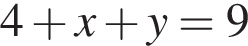 4 + x + y = 9